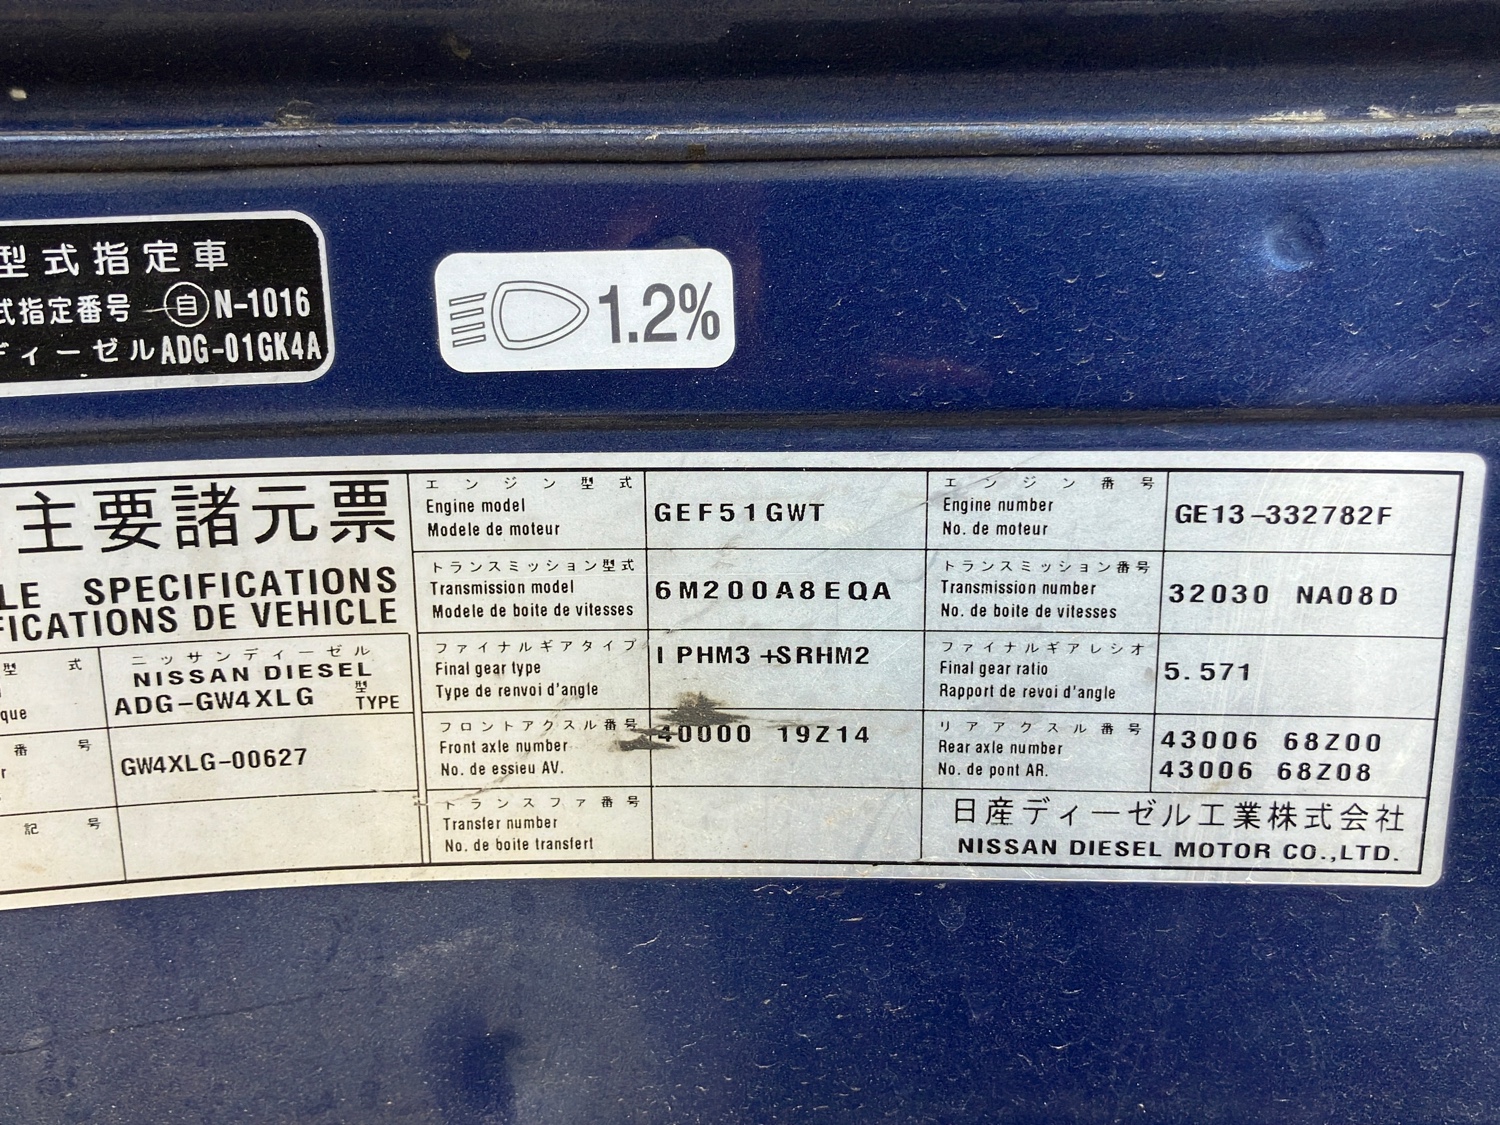 型式指定車
式指定番号 自 N-1016
ディーゼル ADG-01GK4A
1.2%
主要諸元票
LE SPECIFICATIONS
FICATIONS DE VEHICLE
型式
que
ニッサンディーゼル
NISSAN DIESEL
ADG-GW4XLG 型 TYPE
番号
GW4XLG-00627
記号
エンジン型式
Engine model
Modele de moteur
GEF51GWT
エンジン番号
Engine number
No. de moteur
GE13-332782F
トランスミッション型式
Transmission model
Modele de boite de vitesses
6M200A8EQA
トランスミッション番号
Transmission number
No. de boite de vitesses
32030 NA08D
ファイナルギアタイプ
Final gear type
Type de renvoi d'angle
I PHM3+SRHM2
ファイナルギアレシオ
Final gear ratio
Rapport de revoi d'angle
5.571
フロントアクスル番号
Front axle number
No. de essieu AV.
40000 19Z14
リアアクスル番号
Rear axle number
No. de pont AR.
43006 68Z00
43006 68Z08
トランスファ番号
Transfer number
No. de boite transfert
日産ディーゼル工業株式会社
NISSAN DIESEL MOTOR CO.,LTD.